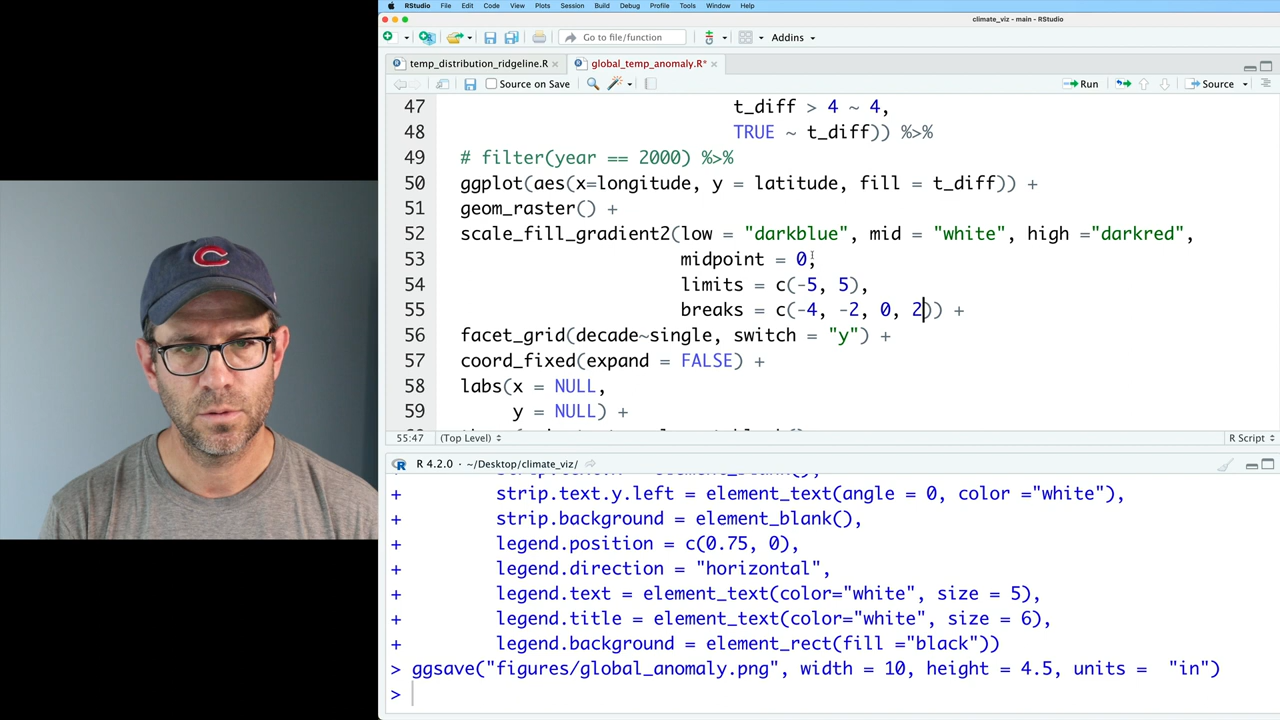 RStudio File Edit Code View Plots Session Build Debug Profile Tools Window Help
climate_viz - main - RStudio
Go to file/function Addins
temp_distribution_ridgeline.R global_temp_anomaly.R*
Source on Save Run Source
47 t_diff > 4 ~ 4,
48 TRUE ~ t_diff)) %>%
49 # filter(year == 2000) %>%
50 ggplot(aes(x=longitude, y = latitude, fill = t_diff)) +
51 geom_raster() +
52 scale_fill_gradient2(low = "darkblue", mid = "white", high ="darkred",
53 midpoint = 0,
54 limits = c(-5, 5),
55 breaks = c(-4, -2, 0, 2)) +
56 facet_grid(decade~single, switch = "y") +
57 coord_fixed(expand = FALSE) +
58 labs(x = NULL,
59 y = NULL) +
55:47 (Top Level) R Script
R 4.2.0 · ~/Desktop/climate_viz/
+ strip.text.y.left = element_text(angle = 0, color ="white"),
+ strip.background = element_blank(),
+ legend.position = c(0.75, 0),
+ legend.direction = "horizontal",
+ legend.text = element_text(color="white", size = 5),
+ legend.title = element_text(color="white", size = 6),
+ legend.background = element_rect(fill ="black"))
> ggsave("figures/global_anomaly.png", width = 10, height = 4.5, units =  "in")
>